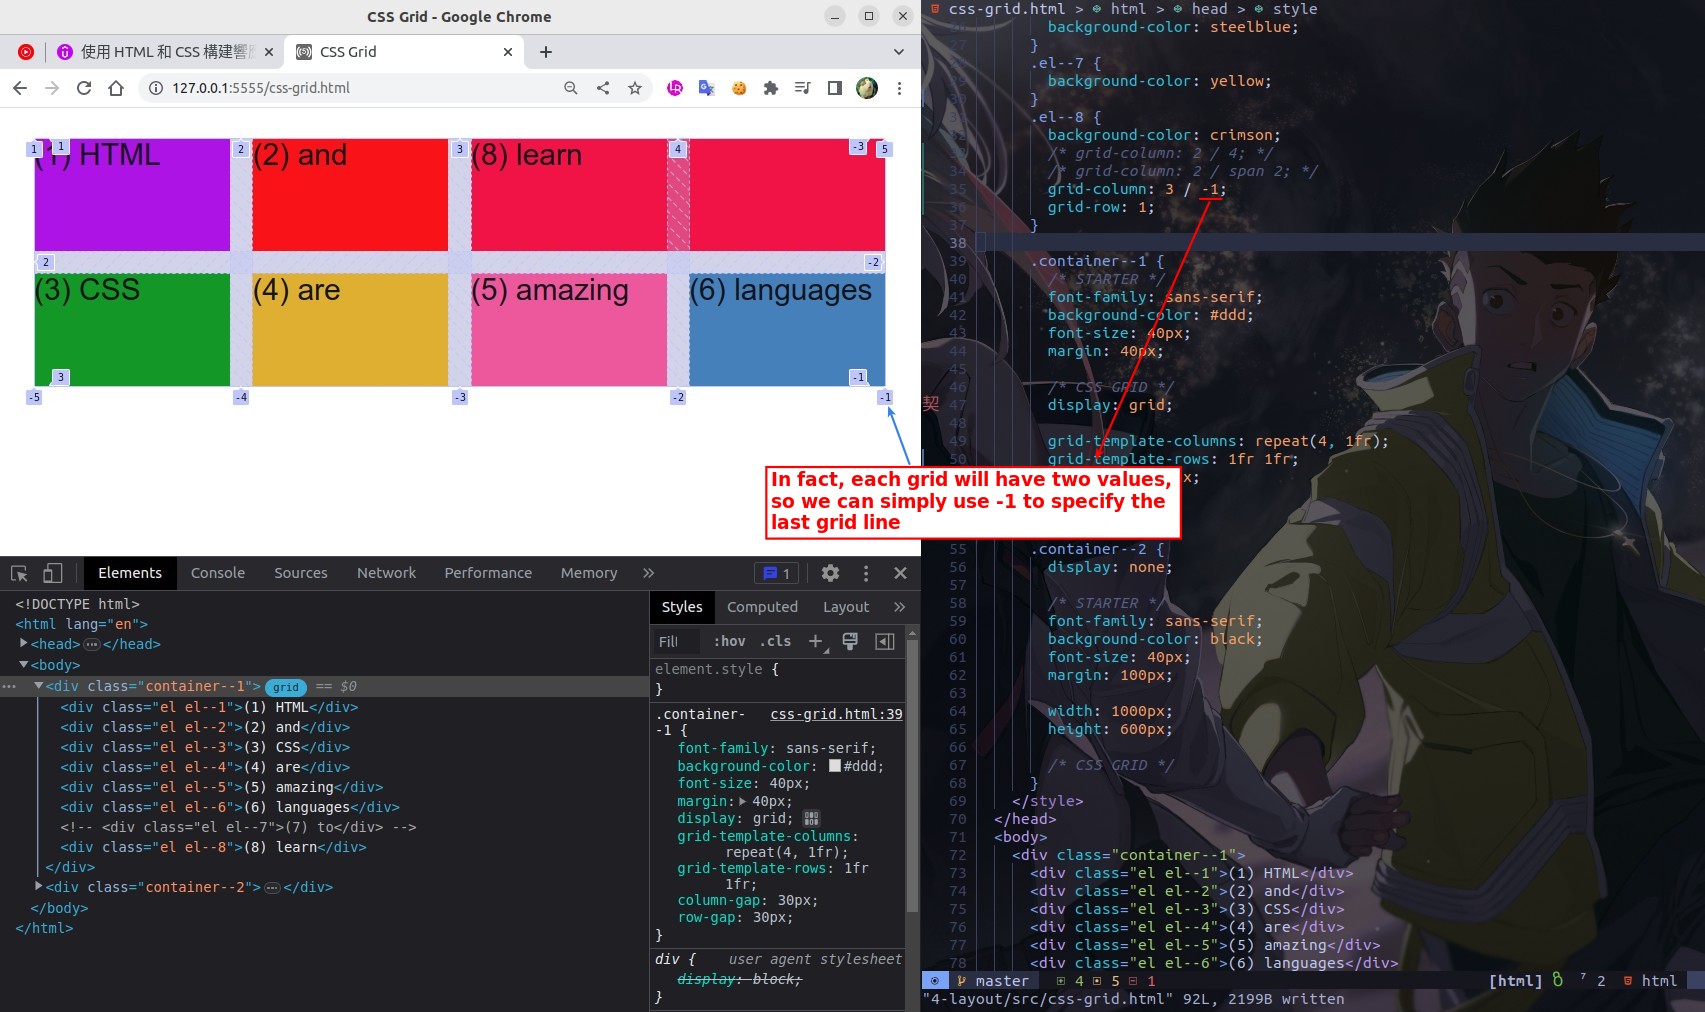 CSS Grid - Google Chrome
使用 HTML 和 CSS 構建響應
CSS Grid
127.0.0.1:5555/css-grid.html
1
1
2
3
4
-3
5
(1) HTML
(2) and
(8) learn
2
-2
(3) CSS
(4) are
(5) amazing
(6) languages
3
-1
-5
-4
-3
-2
-1
In fact, each grid will have two values,
so we can simply use -1 to specify the
last grid line
Elements
Console
Sources
Network
Performance
Memory
1
<!DOCTYPE html>
<html lang="en">
<head>
</head>
<body>
<div class="container--1"> grid == $0
<div class="el el--1">(1) HTML</div>
<div class="el el--2">(2) and</div>
<div class="el el--3">(3) CSS</div>
<div class="el el--4">(4) are</div>
<div class="el el--5">(5) amazing</div>
<div class="el el--6">(6) languages</div>
<!-- <div class="el el--7">(7) to</div> -->
<div class="el el--8">(8) learn</div>
</div>
<div class="container--2">
</div>
</body>
</html>
Styles
Computed
Layout
:hov
.cls
element.style {
}
.container-
-1 {
css-grid.html:39
font-family: sans-serif;
background-color: #ddd;
font-size: 40px;
margin: 40px;
display: grid;
grid-template-columns:
repeat(4, 1fr);
grid-template-rows: 1fr
1fr;
column-gap: 30px;
row-gap: 30px;
}
div {
user agent stylesheet
display: block;
}
css-grid.html > html > head > style
background-color: steelblue;
27 }
.el--7 {
background-color: yellow;
}
.el--8 {
background-color: crimson;
/* grid-column: 2 / 4; */
34 /* grid-column: 2 / span 2; */
35 grid-column: 3 / -1;
36 grid-row: 1;
37 }
38
39 .container--1 {
40 /* STARTER */
41 font-family: sans-serif;
42 background-color: #ddd;
43 font-size: 40px;
44 margin: 40px;
45
46 /* CSS GRID */
契 47 display: grid;
48
49 grid-template-columns: repeat(4, 1fr);
50 grid-template-rows: 1fr 1fr;
x;
55 .container--2 {
56 display: none;
57
58 /* STARTER */
59 font-family: sans-serif;
60 background-color: black;
61 font-size: 40px;
62 margin: 100px;
63
64 width: 1000px;
65 height: 600px;
66
67 /* CSS GRID */
68 }
69 </style>
70 </head>
71 <body>
72 <div class="container--1">
73 <div class="el el--1">(1) HTML</div>
74 <div class="el el--2">(2) and</div>
75 <div class="el el--3">(3) CSS</div>
76 <div class="el el--4">(4) are</div>
77 <div class="el el--5">(5) amazing</div>
78 <div class="el el--6">(6) languages</div>
master 4 5 1 [html] 7 2 html
"4-layout/src/css-grid.html" 92L, 2199B written